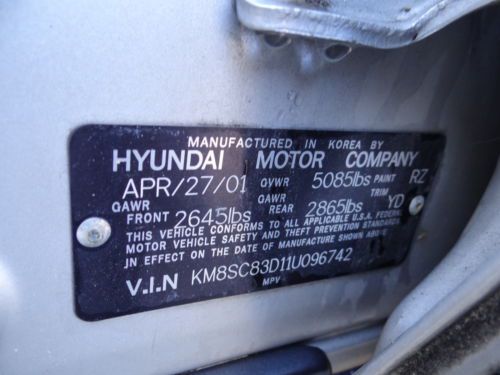 MANUFACTURED IN KOREA BY
HYUNDAI MOTOR COMPANY
APR/27/01 GVWR 5085lbs PAINT RZ
GAWR FRONT 2645lbs GAWR REAR 2865lbs TRIM YD
THIS VEHICLE CONFORMS TO ALL APPLICABLE U.S.A. FEDERAL
MOTOR VEHICLE SAFETY AND THEFT PREVENTION STANDARDS
IN EFFECT ON THE DATE OF MANUFACTURE SHOWN ABOVE
V.I.N KM8SC83D11U096742
MPV